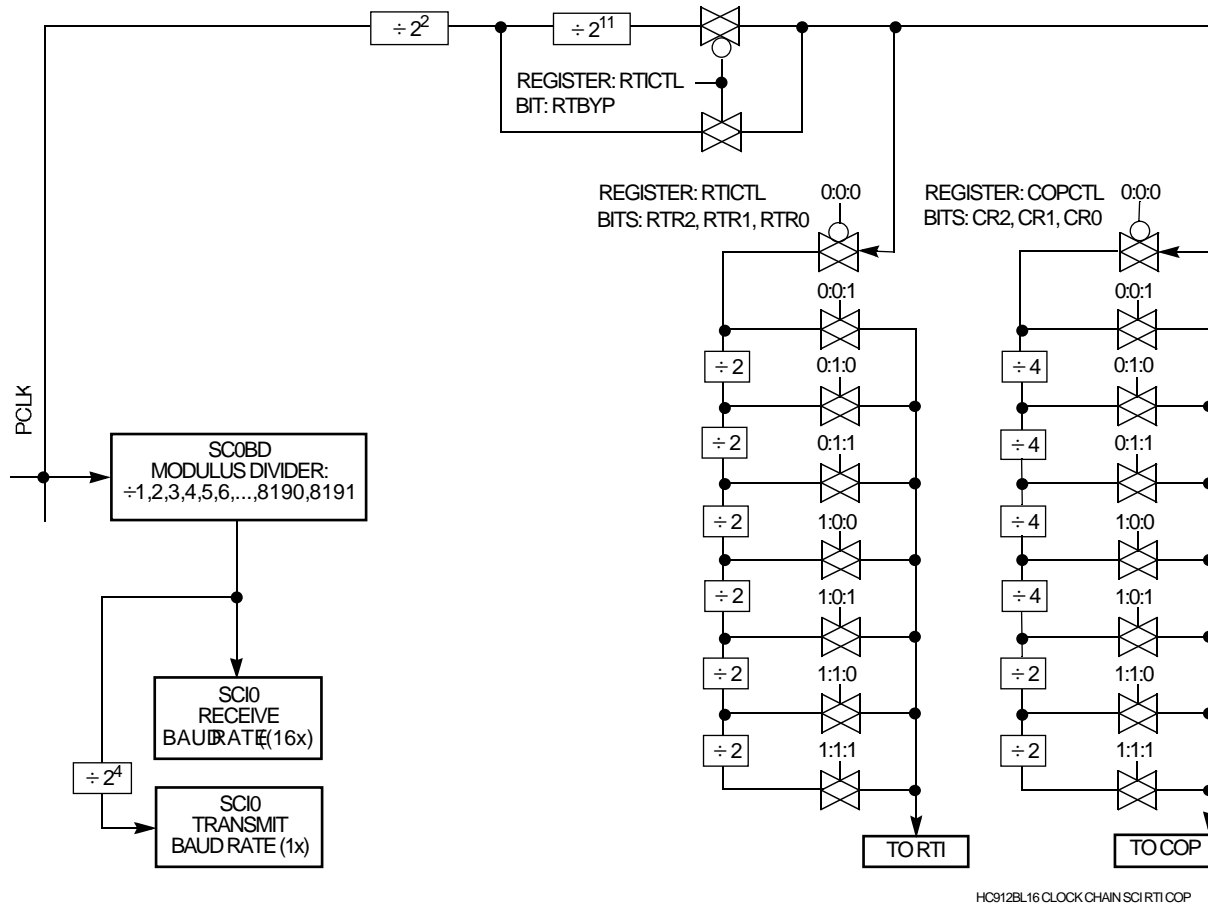 ÷ 2²
÷ 2¹¹
REGISTER: RTICTL
BIT: RTBYP
REGISTER: RTICTL
BITS: RTR2, RTR1, RTR0
0:0:0
REGISTER: COPCTL
BITS: CR2, CR1, CR0
0:0:0
0:0:1
0:0:1
÷ 2
0:1:0
÷ 4
0:1:0
PCLK
SC0BD
MODULUS DIVIDER:
÷1,2,3,4,5,6,...,8190,8191
÷ 2
0:1:1
÷ 4
0:1:1
÷ 2
1:0:0
÷ 4
1:0:0
÷ 2
1:0:1
÷ 4
1:0:1
÷ 2
1:1:0
÷ 2
1:1:0
÷ 2
1:1:1
÷ 2
1:1:1
SCI0
RECEIVE
BAUD RATE (16x)
÷ 2⁴
SCI0
TRANSMIT
BAUD RATE (1x)
TO RTI
TO COP
HC912BL16 CLOCK CHAIN SCI RTI COP